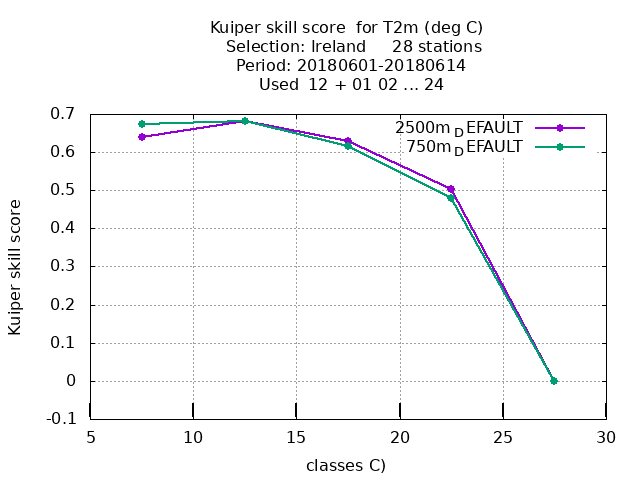 Kuiper skill score  for T2m (deg C)
Selection: Ireland     28 stations
Period: 20180601-20180614
Used  12 + 01 02 ... 24
0.7
0.6
0.5
0.4
0.3
0.2
0.1
0
-0.1
Kuiper skill score
2500mDEFAULT
750mDEFAULT
5 10 15 20 25 30
classes C)